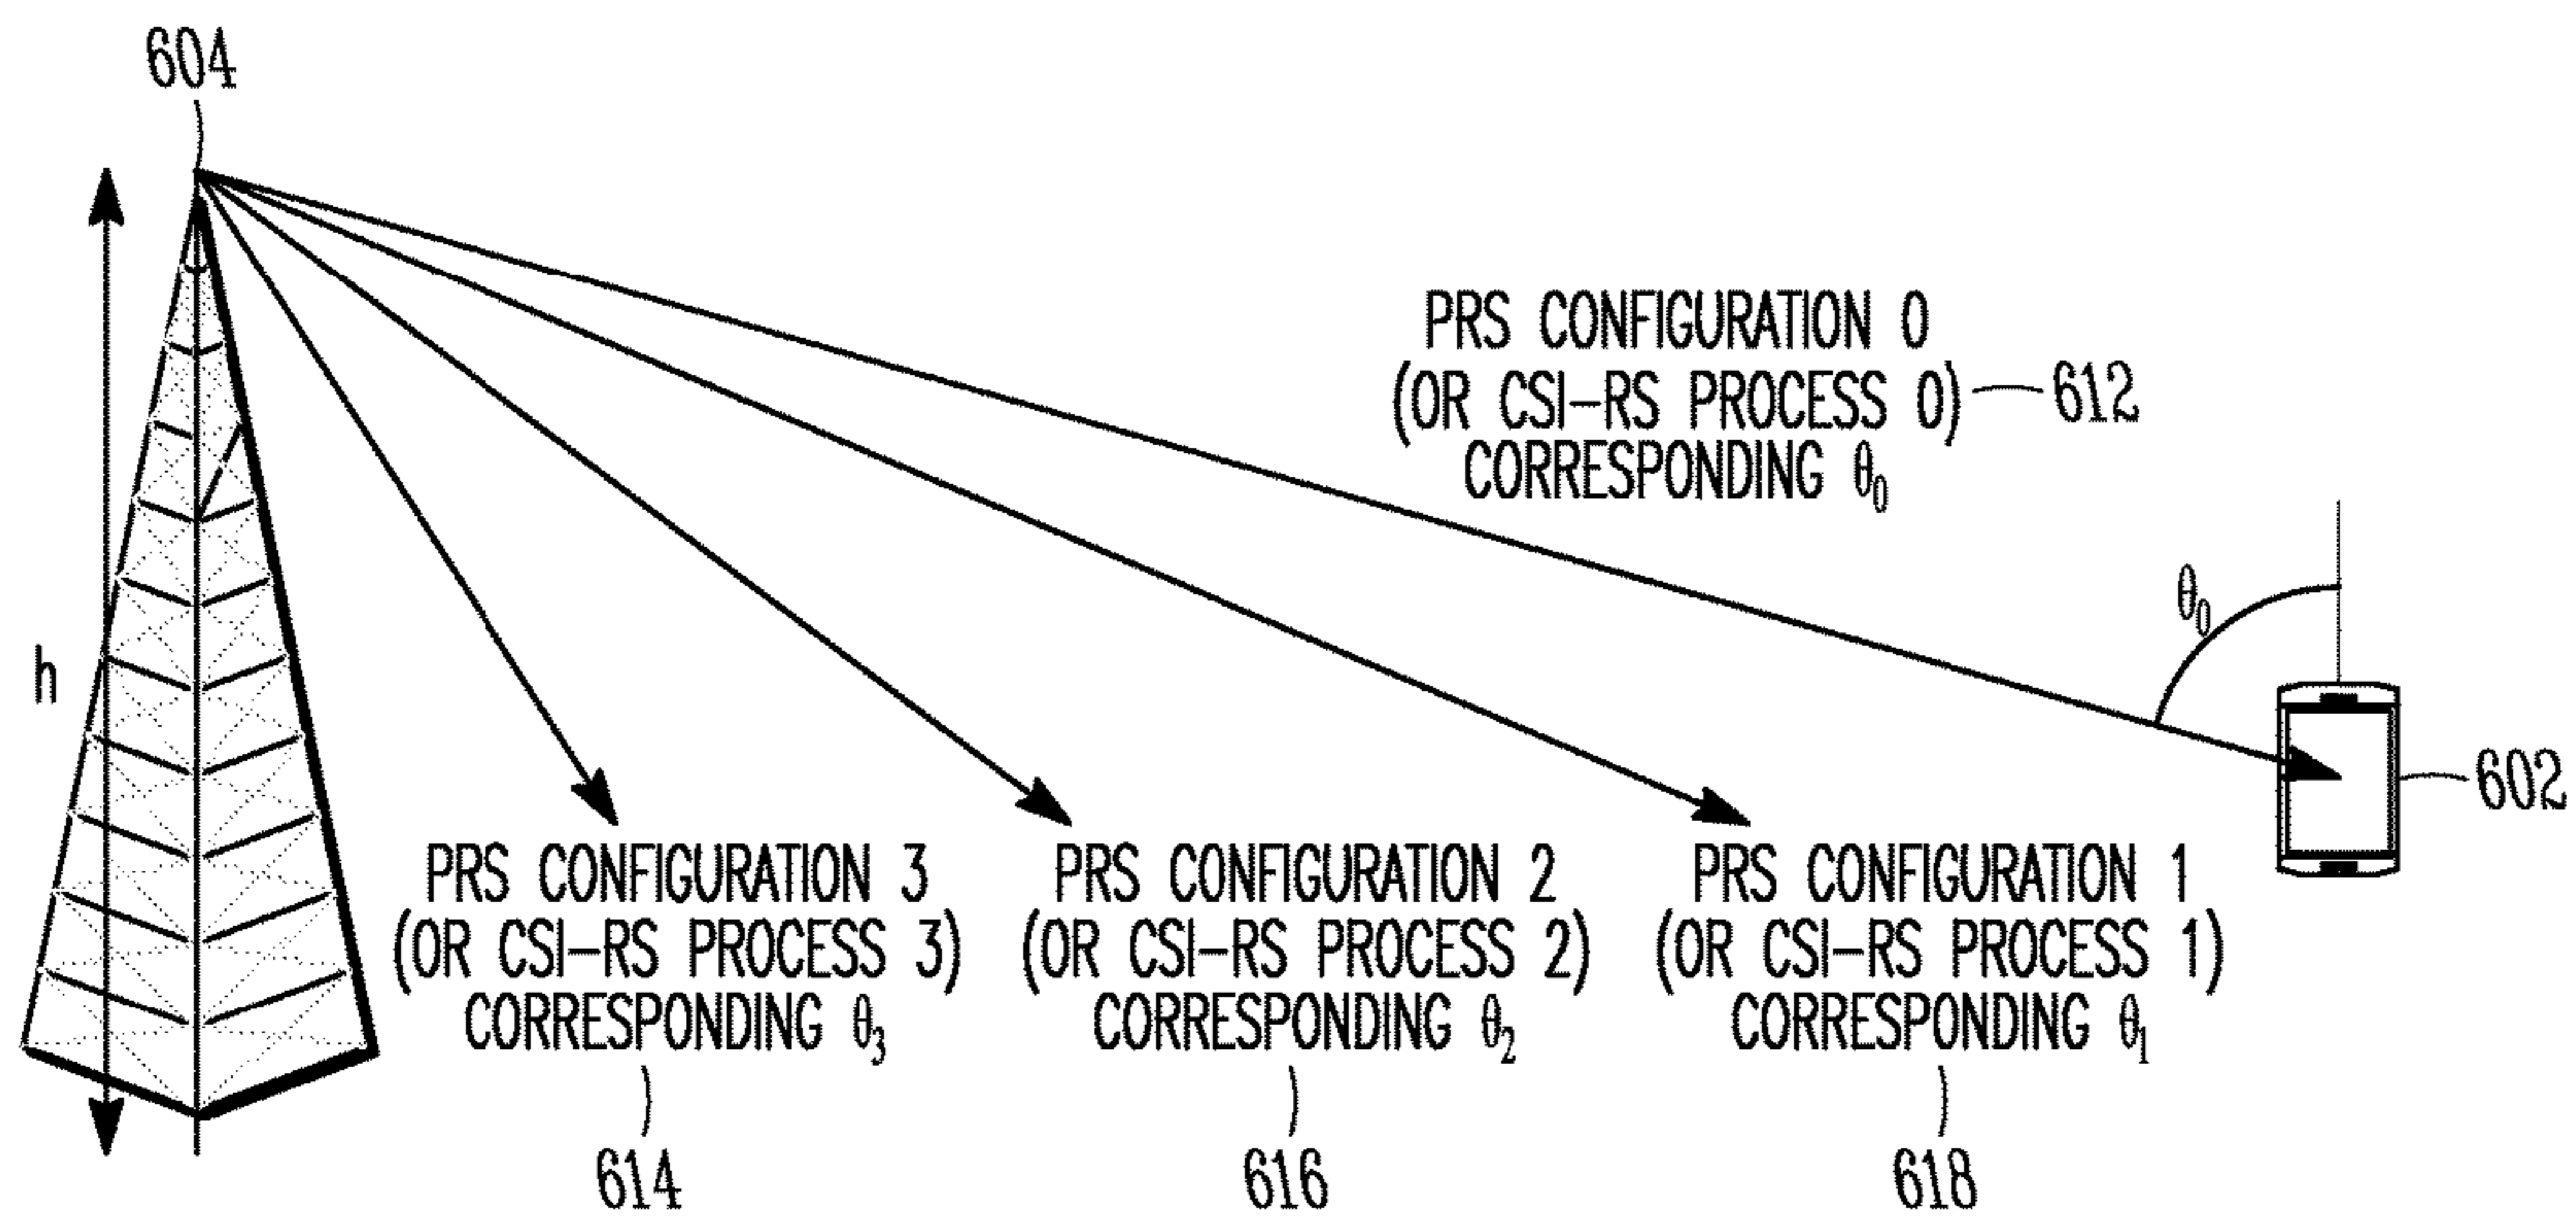 604
PRS CONFIGURATION 0
(OR CSI-RS PROCESS 0)
CORRESPONDING θ₀
612
θ₀
h
602
PRS CONFIGURATION 3
(OR CSI-RS PROCESS 3)
CORRESPONDING θ₃
PRS CONFIGURATION 2
(OR CSI-RS PROCESS 2)
CORRESPONDING θ₂
PRS CONFIGURATION 1
(OR CSI-RS PROCESS 1)
CORRESPONDING θ₁
614
616
618